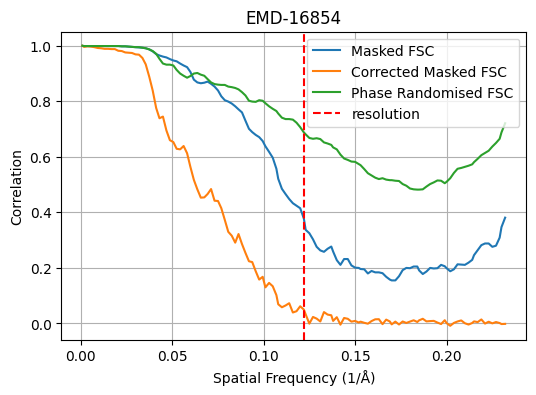 EMD-16854
Masked FSC
Corrected Masked FSC
Phase Randomised FSC
resolution
Correlation
1.0
0.8
0.6
0.4
0.2
0.0
0.00 0.05 0.10 0.15 0.20
Spatial Frequency (1/Å)